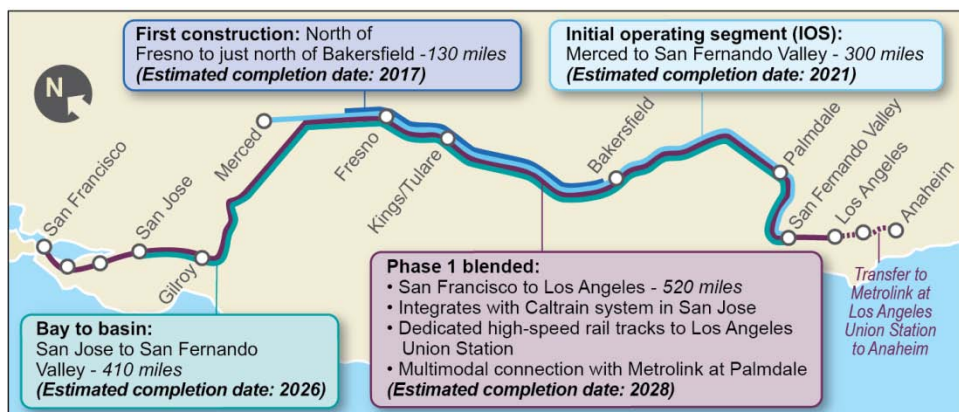 First construction: North of
Fresno to just north of Bakersfield -130 miles
(Estimated completion date: 2017)
Initial operating segment (IOS):
Merced to San Fernando Valley - 300 miles
(Estimated completion date: 2021)
N
San Francisco
San Jose
Gilroy
Merced
Fresno
Kings/Tulare
Bakersfield
Palmdale
San Fernando Valley
Los Angeles
Anaheim
Bay to basin:
San Jose to San Fernando
Valley - 410 miles
(Estimated completion date: 2026)
Phase 1 blended:
• San Francisco to Los Angeles - 520 miles
• Integrates with Caltrain system in San Jose
• Dedicated high-speed rail tracks to Los Angeles
Union Station
• Multimodal connection with Metrolink at Palmdale
(Estimated completion date: 2028)
Transfer to
Metrolink at
Los Angeles
Union Station
to Anaheim